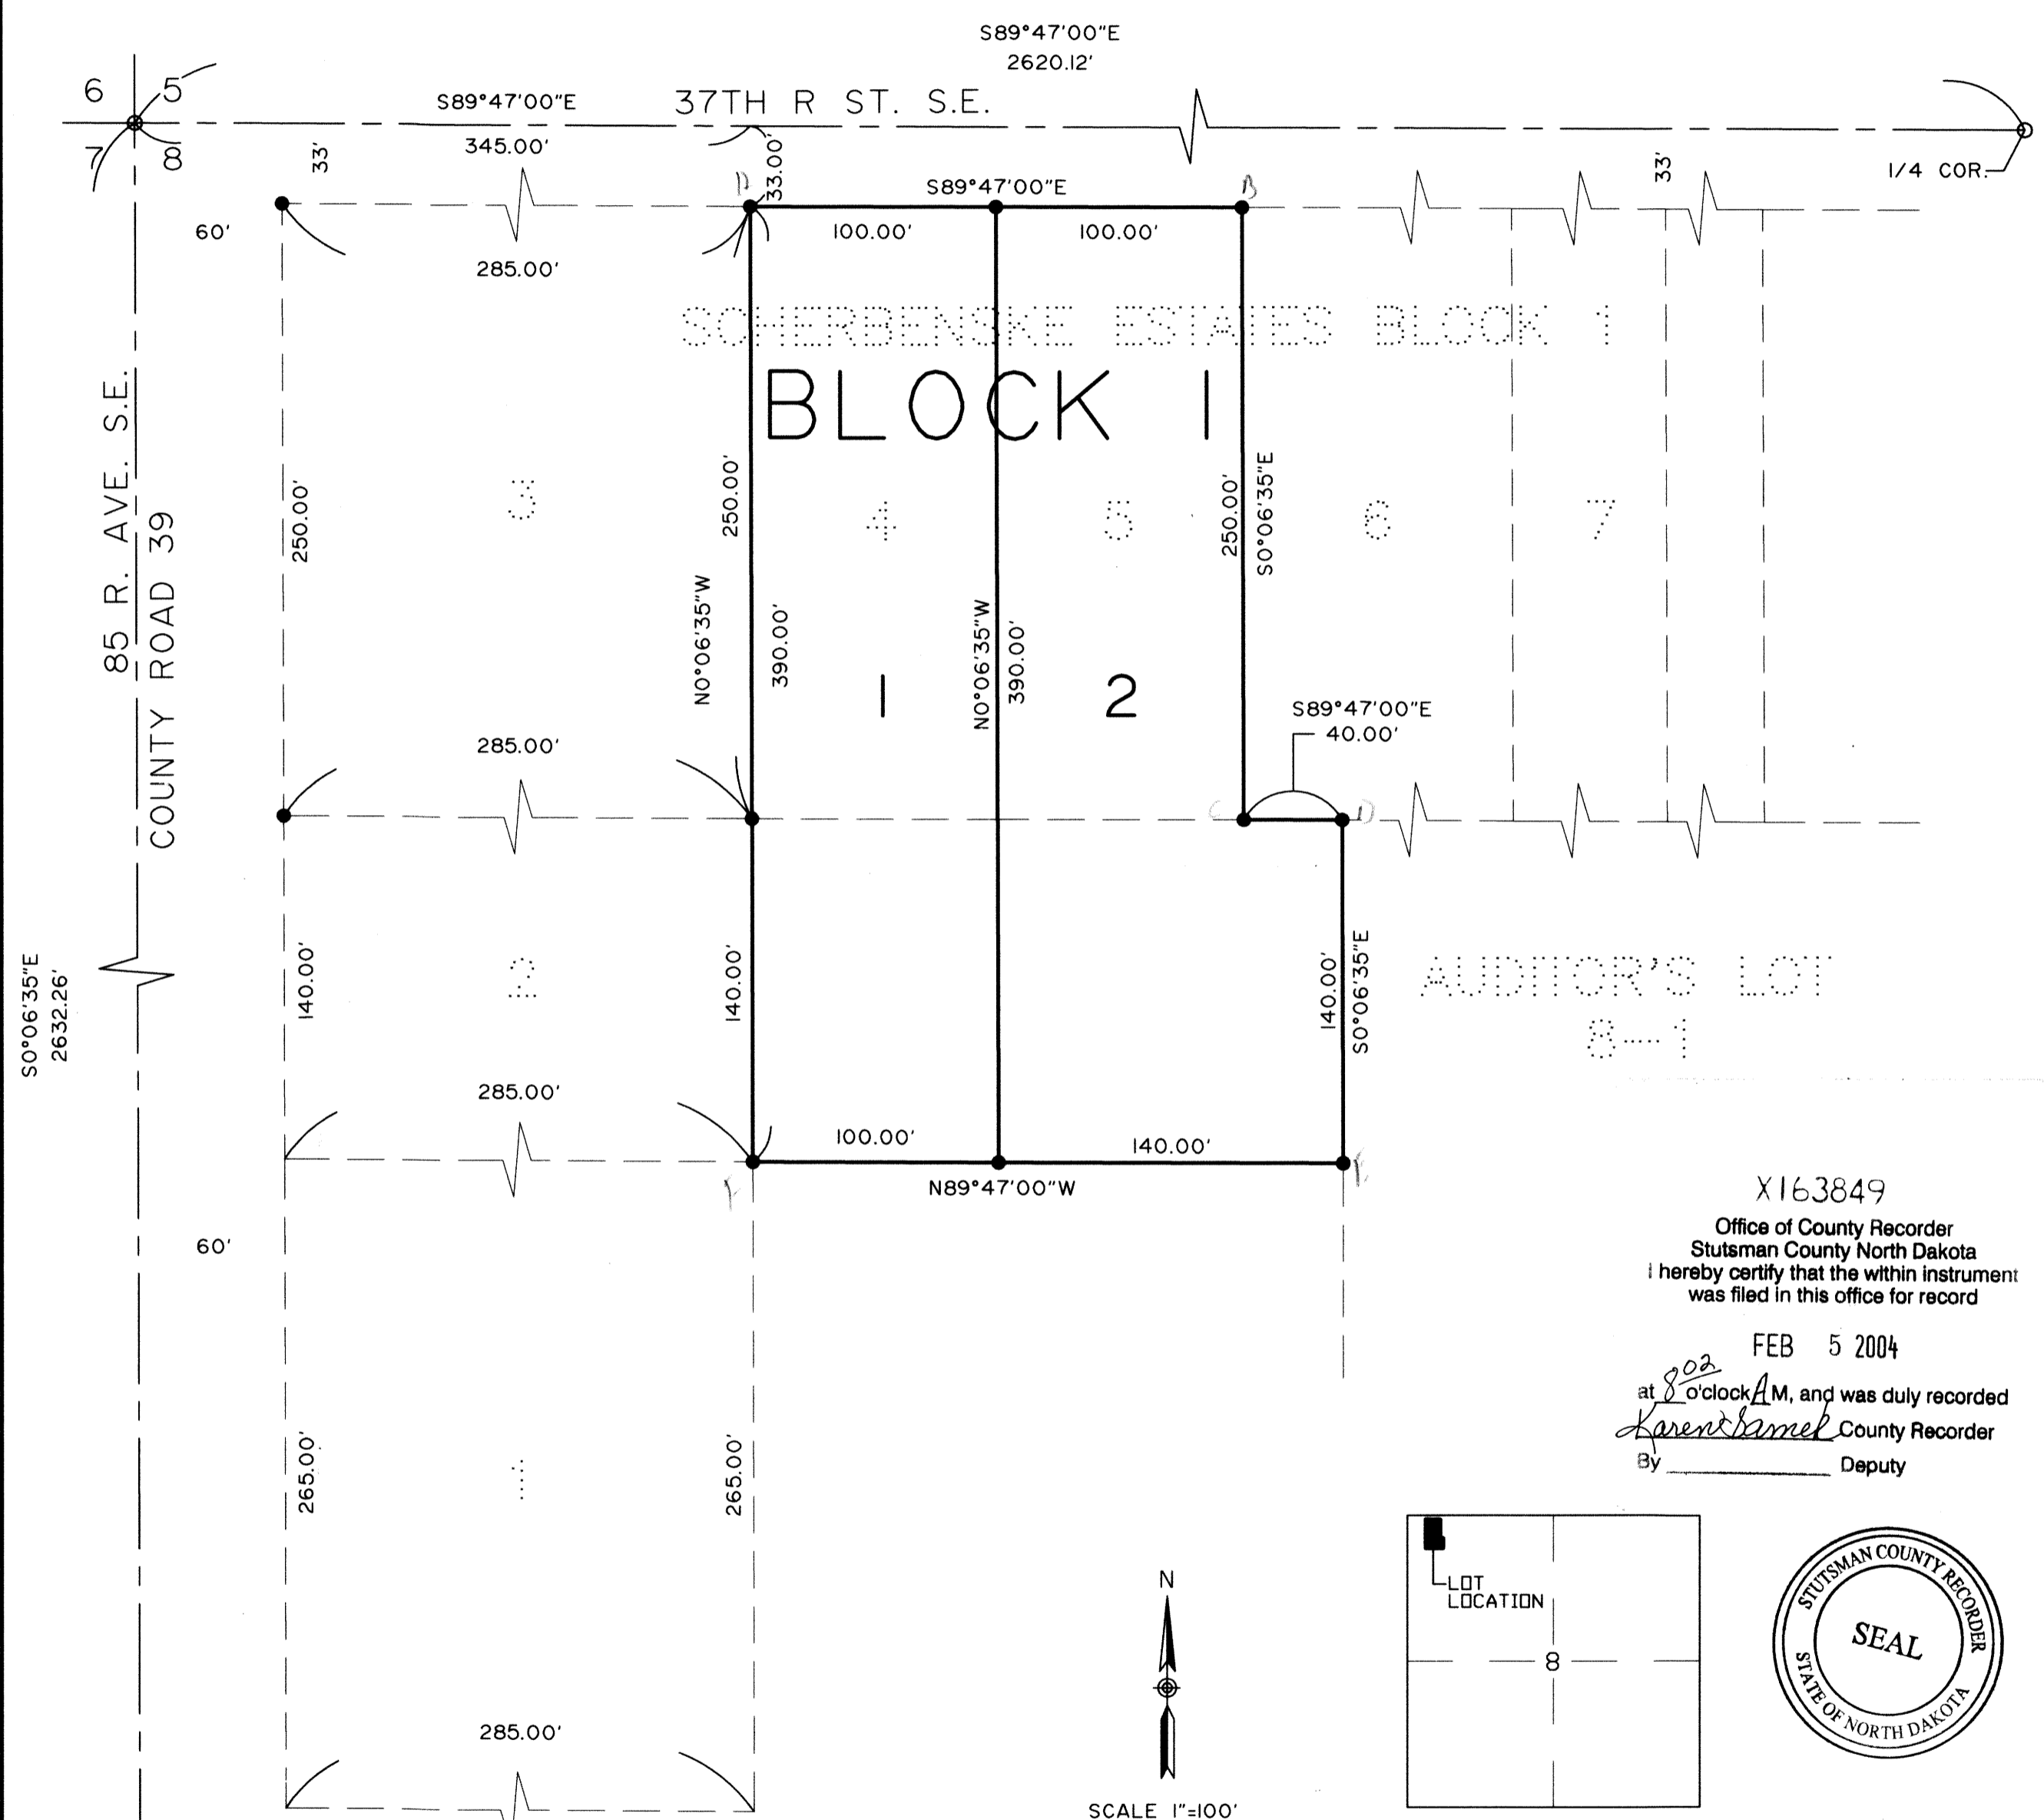 S89°47'00"E
2620.12'
6 5
7 8
S89°47'00"E
345.00'
37TH R ST. S.E.
33'
33.00'
33'
1/4 COR.
60'
285.00'
S89°47'00"E
B
100.00'
100.00'
SCHERBENSKE ESTATES BLOCK 1
BLOCK 1
85 R. AVE. S.E.
COUNTY ROAD 39
250.00'
3
250.00'
4
5
250.00'
S0°06'35"E
6
7
N0°06'35"W
390.00'
N0°06'35"W
390.00'
1
2
S89°47'00"E
40.00'
285.00'
C
D
S0°06'35"E
2632.26'
140.00'
2
140.00'
140.00'
S0°06'35"E
AUDITOR'S LOT
8-1
285.00'
100.00'
140.00'
N89°47'00"W
F
E
60'
265.00'
1
265.00'
285.00'
X163849
Office of County Recorder
Stutsman County North Dakota
I hereby certify that the within instrument
was filed in this office for record
FEB 5 2004
at 8 02 o'clock A M, and was duly recorded
Karen Samek County Recorder
By Deputy
N
SCALE 1"=100'
LOT
LOCATION
8
STUTSMAN COUNTY RECORDER
SEAL
STATE OF NORTH DAKOTA